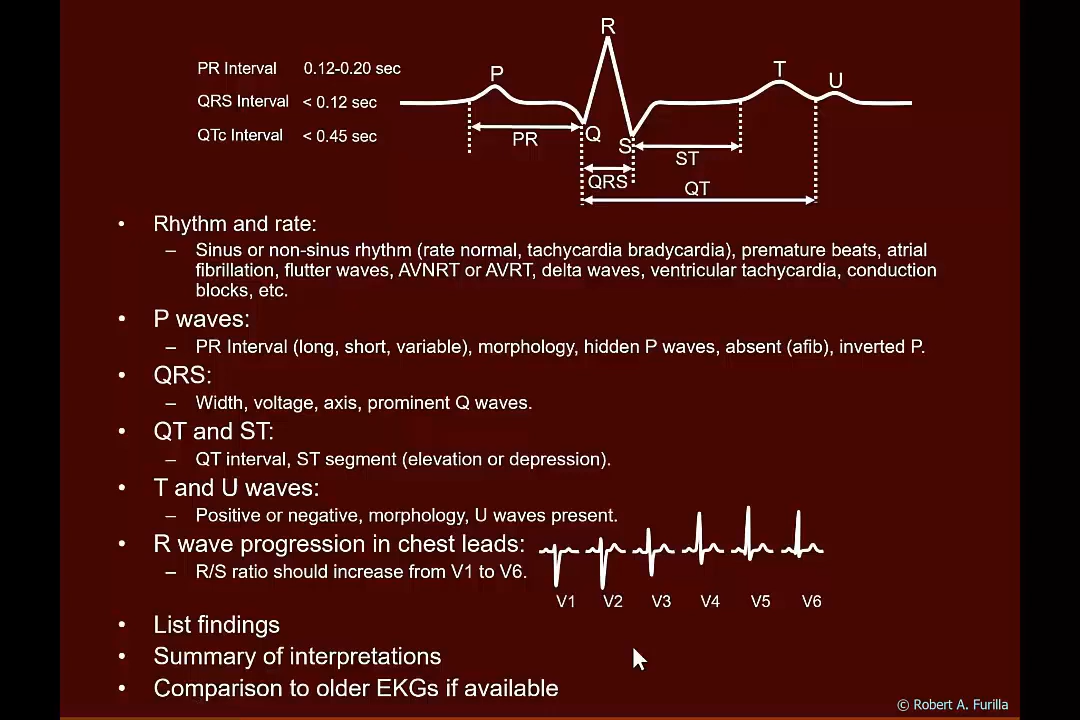 R
PR Interval 0.12-0.20 sec
P
T
U
QRS Interval < 0.12 sec
QTc Interval < 0.45 sec
PR
Q
S
ST
QRS
QT
• Rhythm and rate:
– Sinus or non-sinus rhythm (rate normal, tachycardia bradycardia), premature beats, atrial
fibrillation, flutter waves, AVNRT or AVRT, delta waves, ventricular tachycardia, conduction
blocks, etc.
• P waves:
– PR Interval (long, short, variable), morphology, hidden P waves, absent (afib), inverted P.
• QRS:
– Width, voltage, axis, prominent Q waves.
• QT and ST:
– QT interval, ST segment (elevation or depression).
• T and U waves:
– Positive or negative, morphology, U waves present.
• R wave progression in chest leads:
– R/S ratio should increase from V1 to V6.
V1 V2 V3 V4 V5 V6
• List findings
• Summary of interpretations
• Comparison to older EKGs if available
© Robert A. Furilla